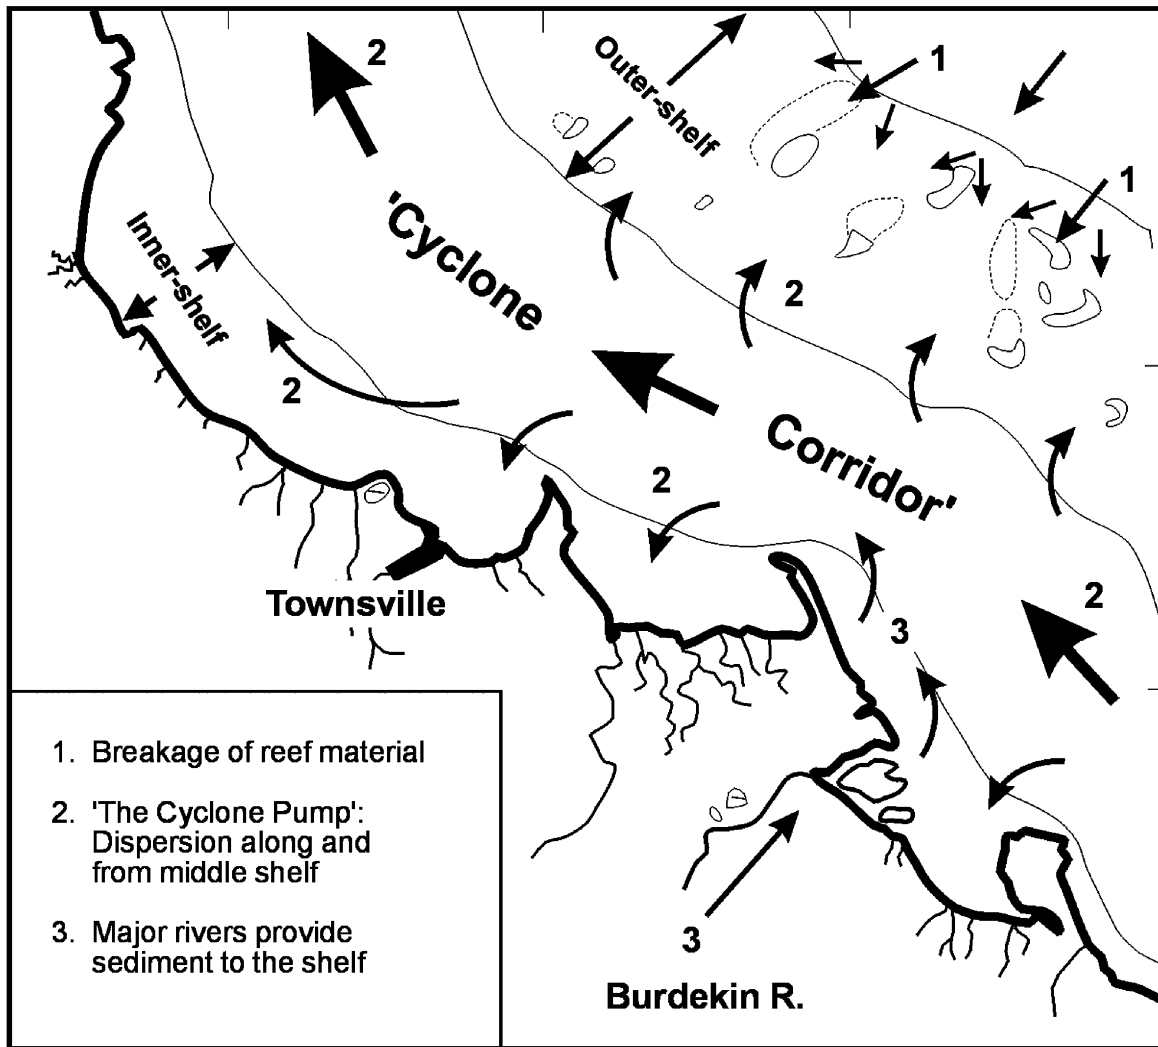 2
Outer-shelf
1
1
'Cyclone
Inner-shelf
2
2
Corridor'
2
2
Townsville
3
1. Breakage of reef material
2. 'The Cyclone Pump':
Dispersion along and
from middle shelf
3. Major rivers provide
sediment to the shelf
3
Burdekin R.